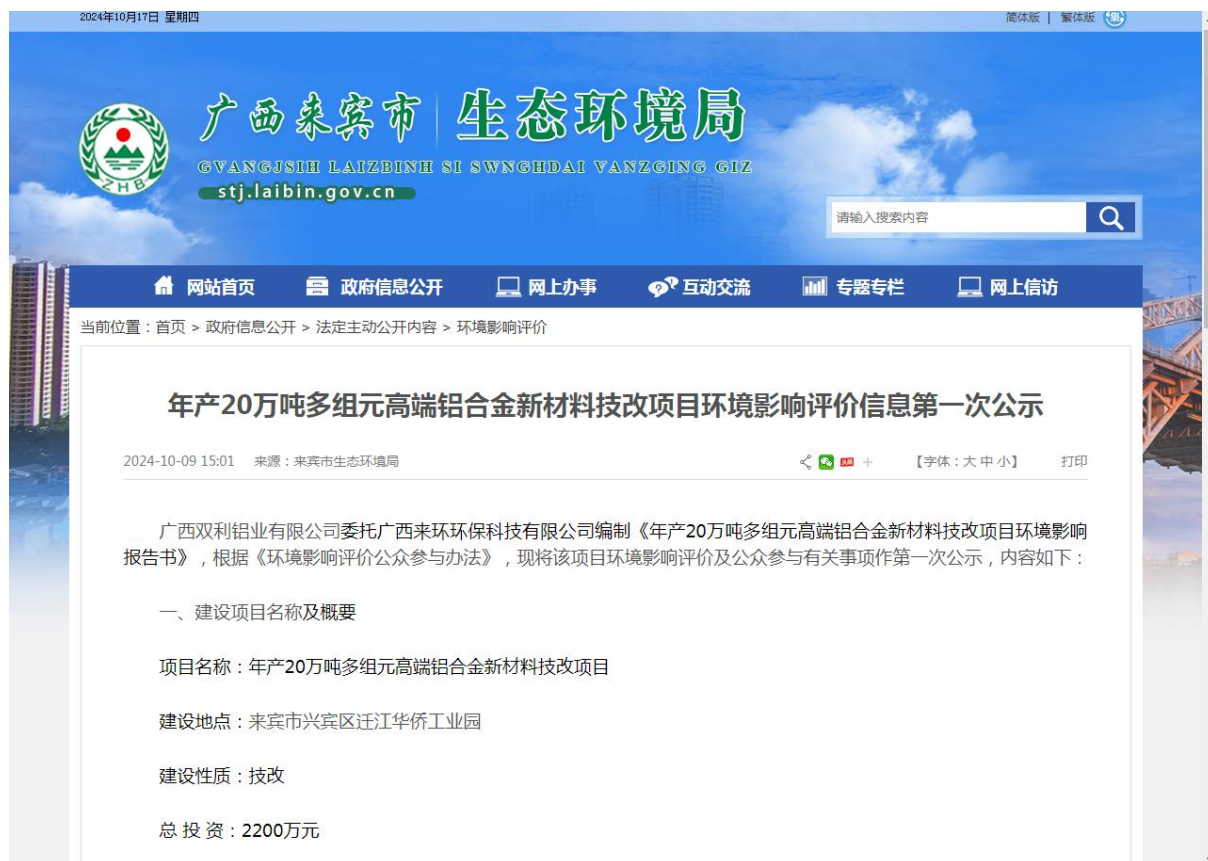 2024年10月17日 星期四
简体版 | 繁体版
广西来宾市 生态环境局
GVANGJSIH LAIZBINH SI SWNGHDAI VANZGING GIZ
stj.laibin.gov.cn
ZHB
请输入搜索内容
网站首页 政府信息公开 网上办事 互动交流 专题专栏 网上信访
当前位置：首页 > 政府信息公开 > 法定主动公开内容 > 环境影响评价
年产20万吨多组元高端铝合金新材料技改项目环境影响评价信息第一次公示
2024-10-09 15:01 来源：来宾市生态环境局 【字体：大 中 小】 打印
广西双利铝业有限公司委托广西来环环保科技有限公司编制《年产20万吨多组元高端铝合金新材料技改项目环境影响
报告书》，根据《环境影响评价公众参与办法》，现将该项目环境影响评价及公众参与有关事项作第一次公示，内容如下：
一、建设项目名称及概要
项目名称：年产20万吨多组元高端铝合金新材料技改项目
建设地点：来宾市兴宾区迁江华侨工业园
建设性质：技改
总 投 资：2200万元